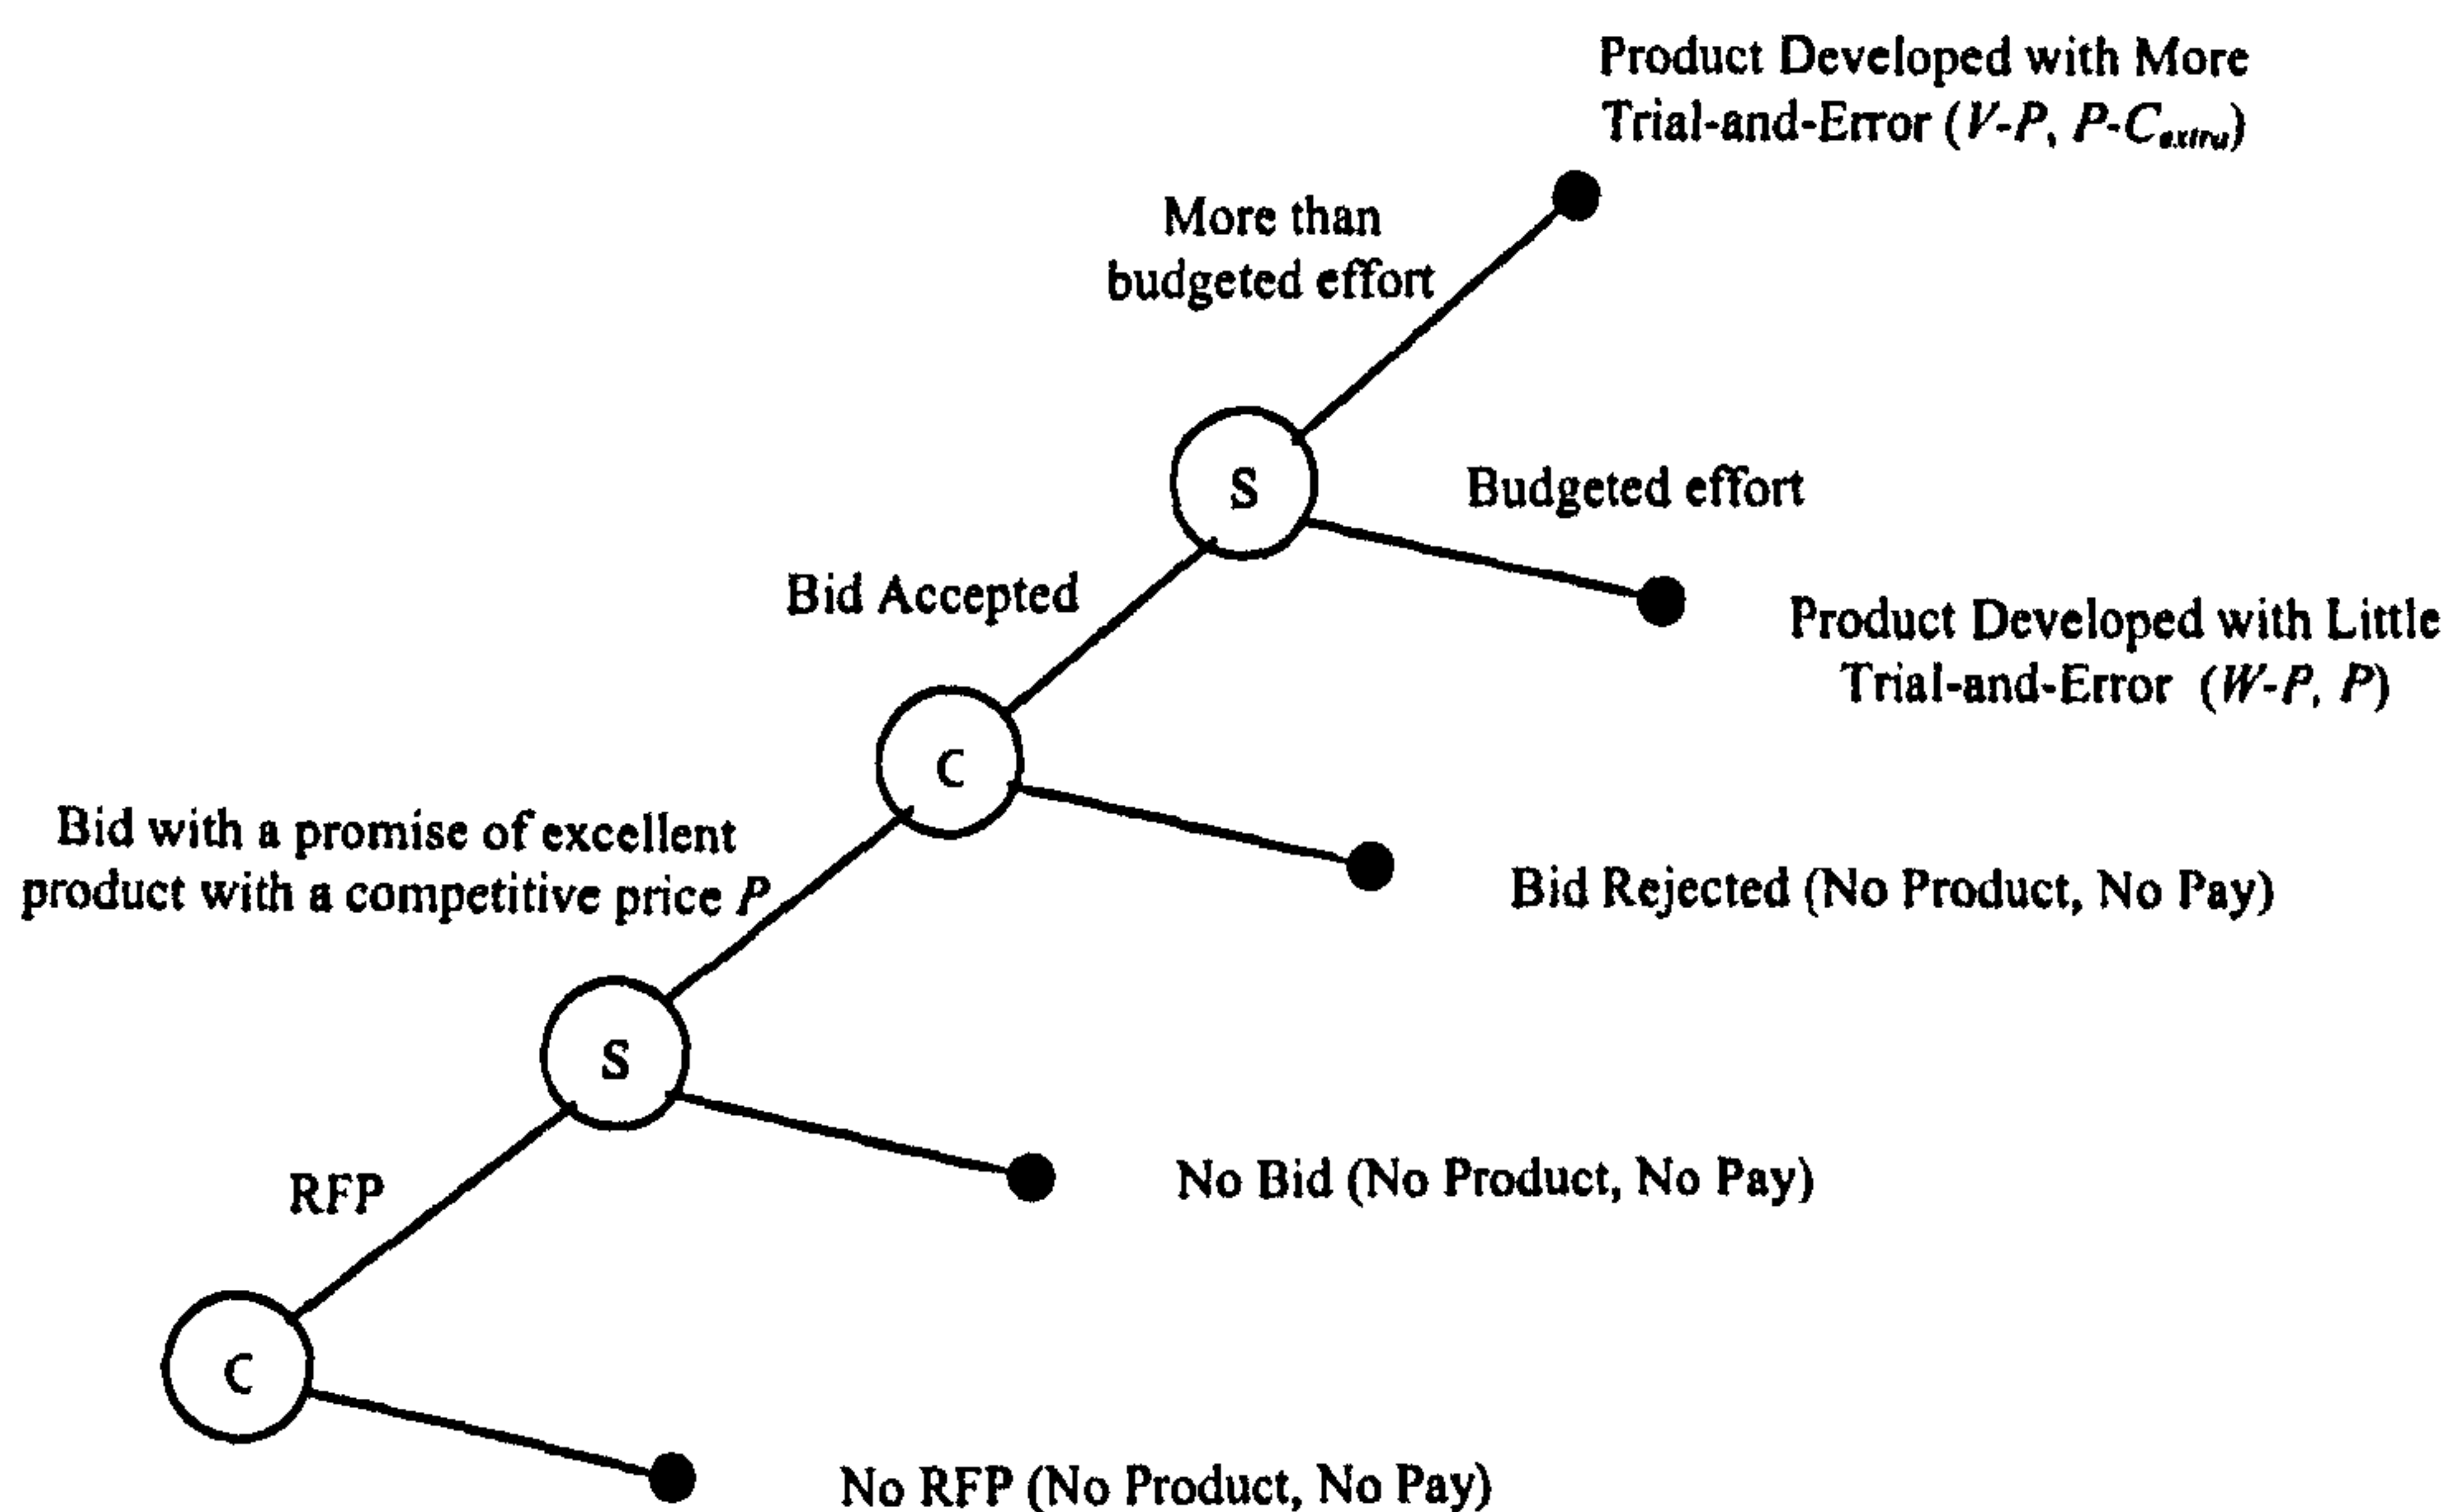 Product Developed with More
Trial-and-Error (V-P, P-Cextra)
More than
budgeted effort
S
Budgeted effort
Bid Accepted
Product Developed with Little
Trial-and-Error (W-P, P)
C
Bid with a promise of excellent
product with a competitive price P
Bid Rejected (No Product, No Pay)
S
RFP
No Bid (No Product, No Pay)
C
No RFP (No Product, No Pay)